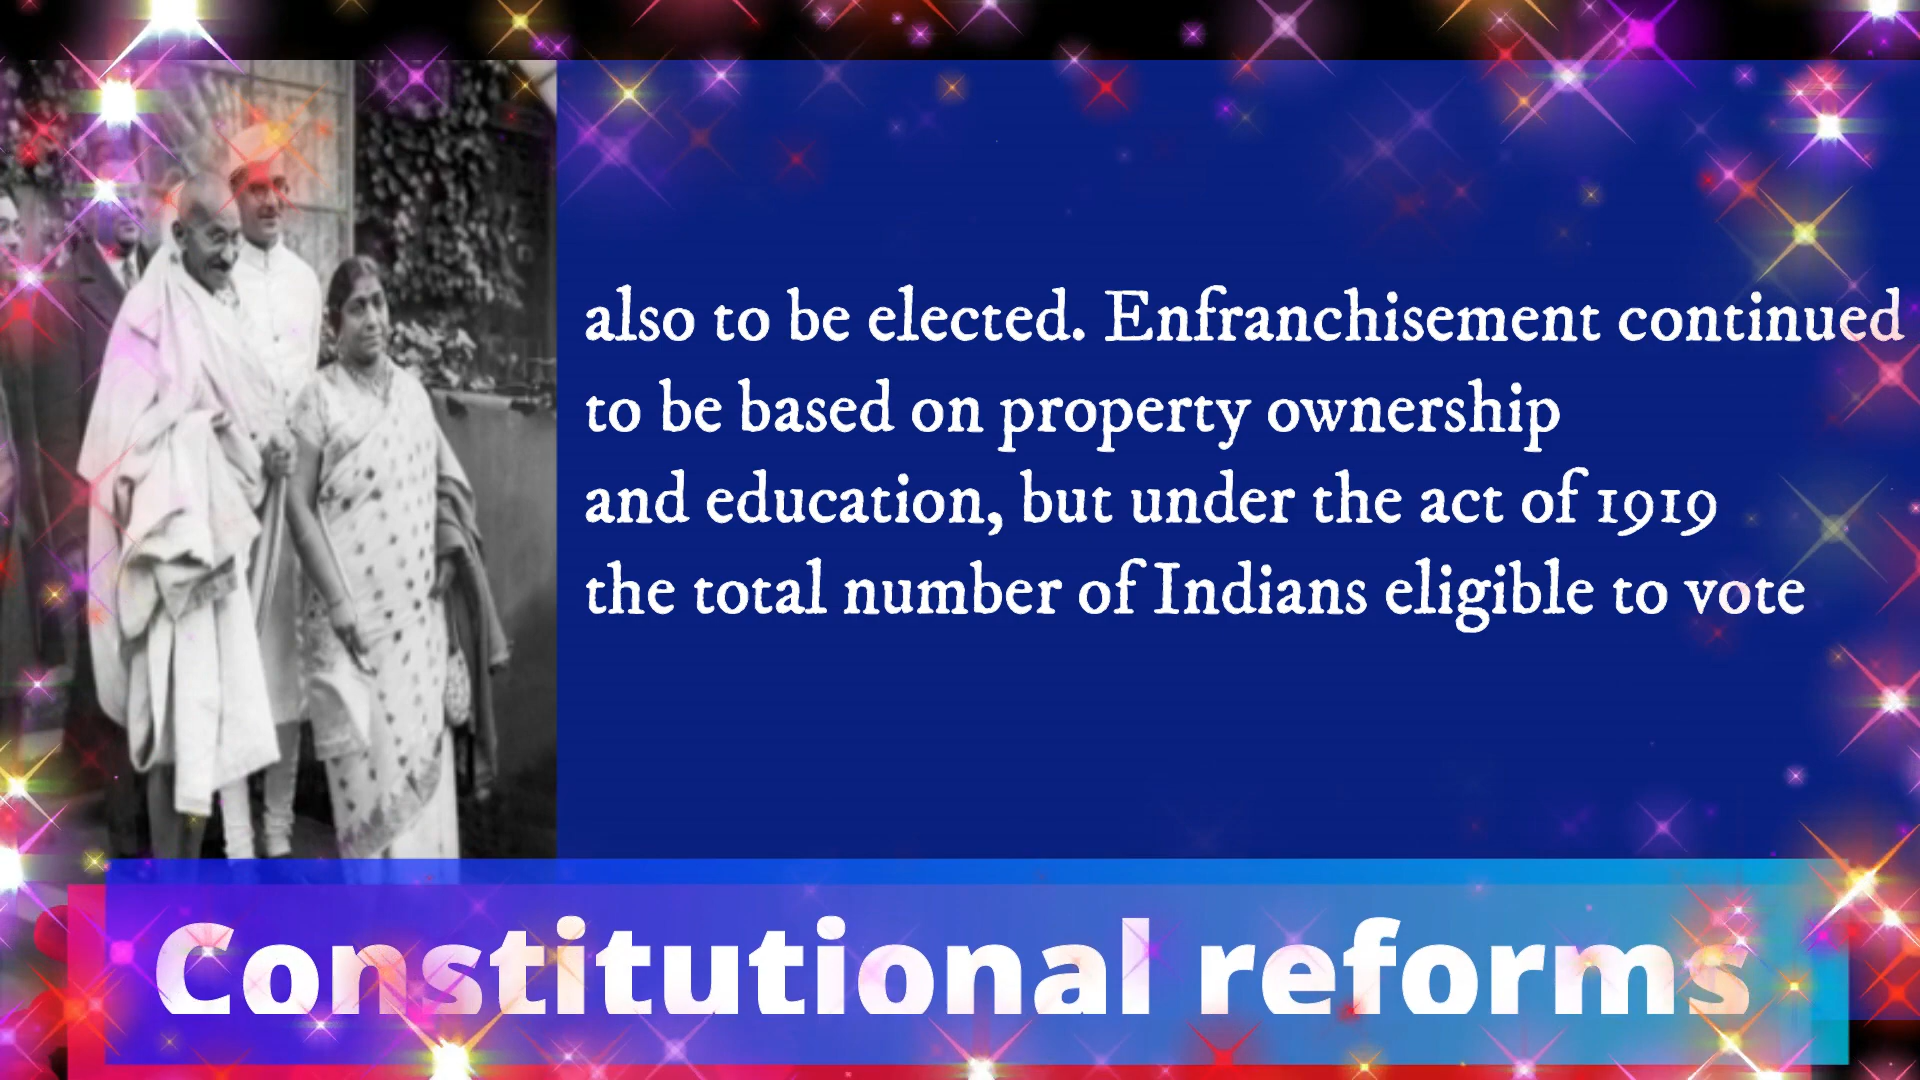 also to be elected. Enfranchisement continued
to be based on property ownership
and education, but under the act of 1919
the total number of Indians eligible to vote
Constitutional reforms